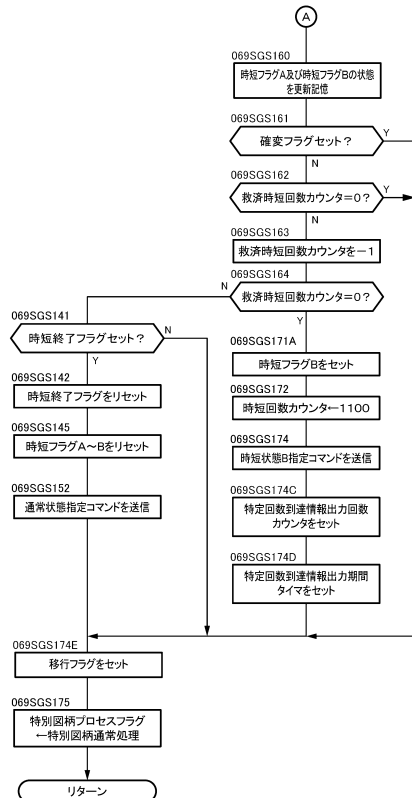 A
069SGS160
時短フラグA及び時短フラグBの状態
を更新記憶
069SGS161
確変フラグセット？
Y
N
069SGS162
救済時短回数カウンタ=0？
Y
N
069SGS163
救済時短回数カウンタを－1
069SGS164
N
救済時短回数カウンタ=0？
Y
069SGS141
時短終了フラグセット？
N
Y
069SGS142
時短終了フラグをリセット
069SGS145
時短フラグA～Bをリセット
069SGS152
通常状態指定コマンドを送信
069SGS171A
時短フラグBをセット
069SGS172
時短回数カウンタ←1100
069SGS174
時短状態B指定コマンドを送信
069SGS174C
特定回数到達情報出力回数
カウンタをセット
069SGS174D
特定回数到達情報出力期間
タイマをセット
069SGS174E
移行フラグをセット
069SGS175
特別図柄プロセスフラグ
←特別図柄通常処理
リターン